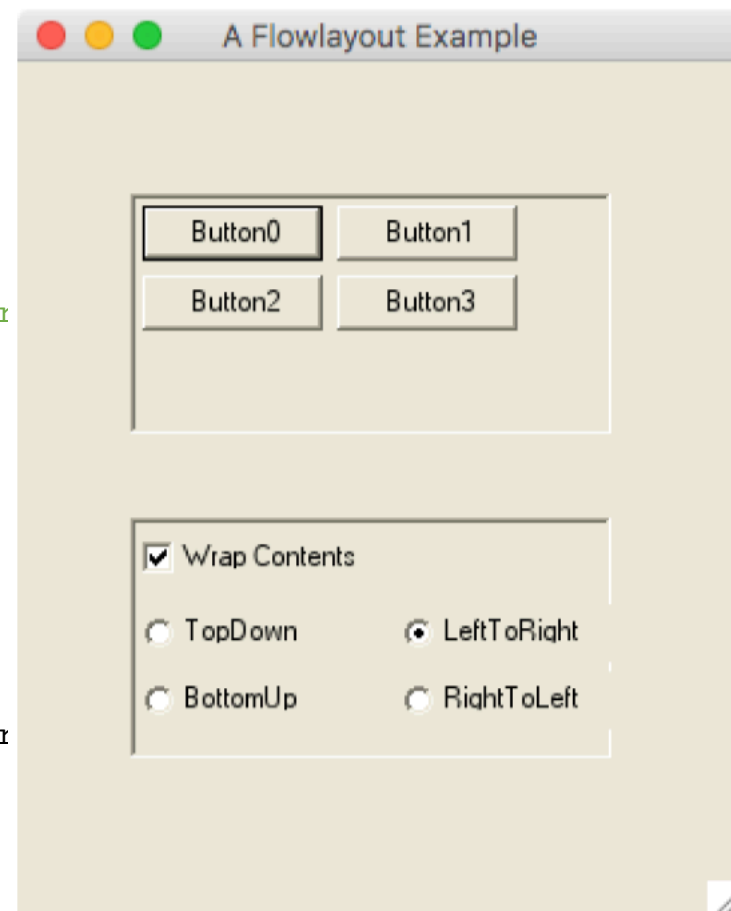 A Flowlayout Example
Button0 Button1
r
Button2 Button3
Wrap Contents
TopDown LeftToRight
BottomUp RightToLeft
r